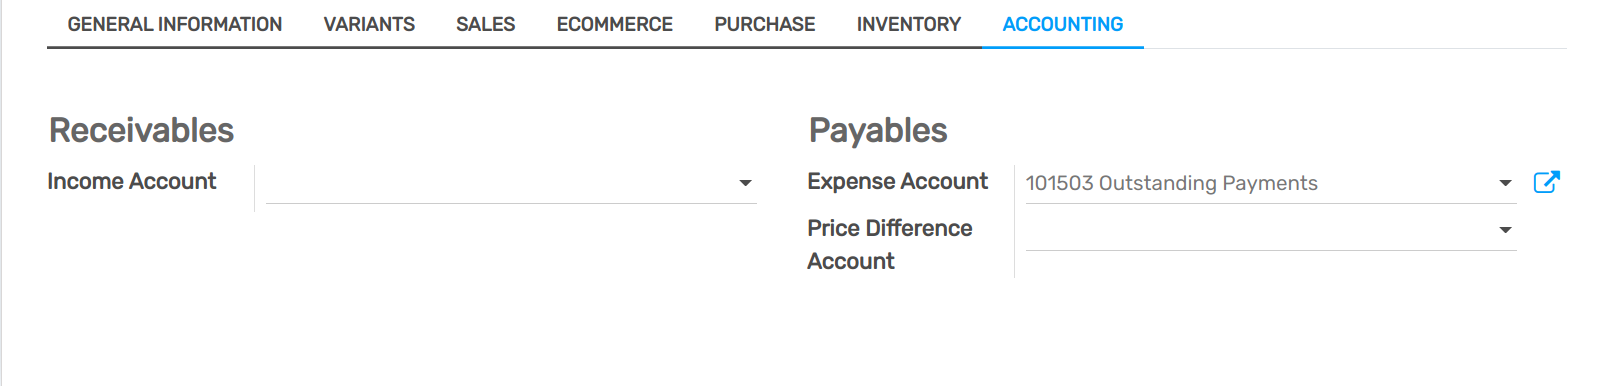 GENERAL INFORMATION VARIANTS SALES ECOMMERCE PURCHASE INVENTORY ACCOUNTING
Receivables
Income Account
Payables
Expense Account 101503 Outstanding Payments
Price Difference
Account